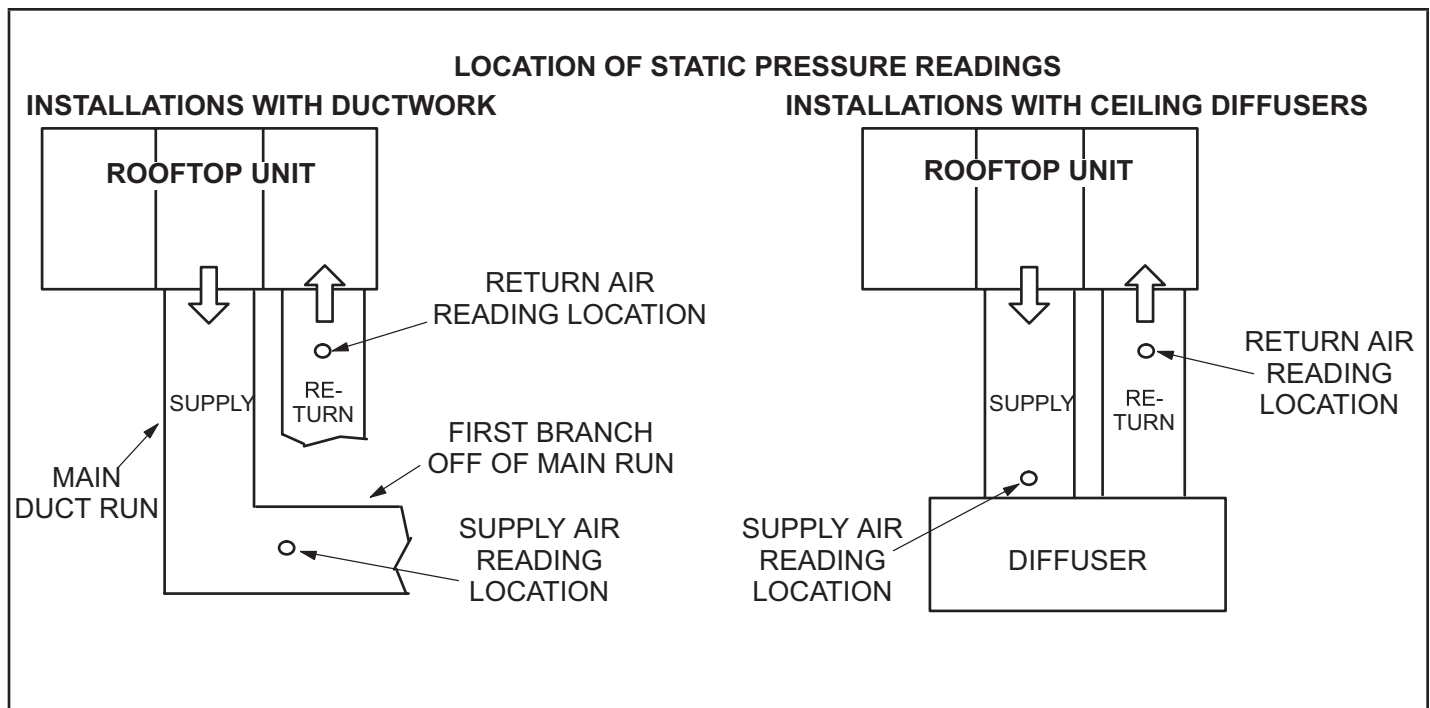 LOCATION OF STATIC PRESSURE READINGS
INSTALLATIONS WITH DUCTWORK
ROOFTOP UNIT
RETURN AIR
READING LOCATION
SUPPLY
RE-
TURN
FIRST BRANCH
OFF OF MAIN RUN
MAIN
DUCT RUN
SUPPLY AIR
READING
LOCATION
INSTALLATIONS WITH CEILING DIFFUSERS
ROOFTOP UNIT
RETURN AIR
READING
LOCATION
SUPPLY
RE-
TURN
SUPPLY AIR
READING
LOCATION
DIFFUSER